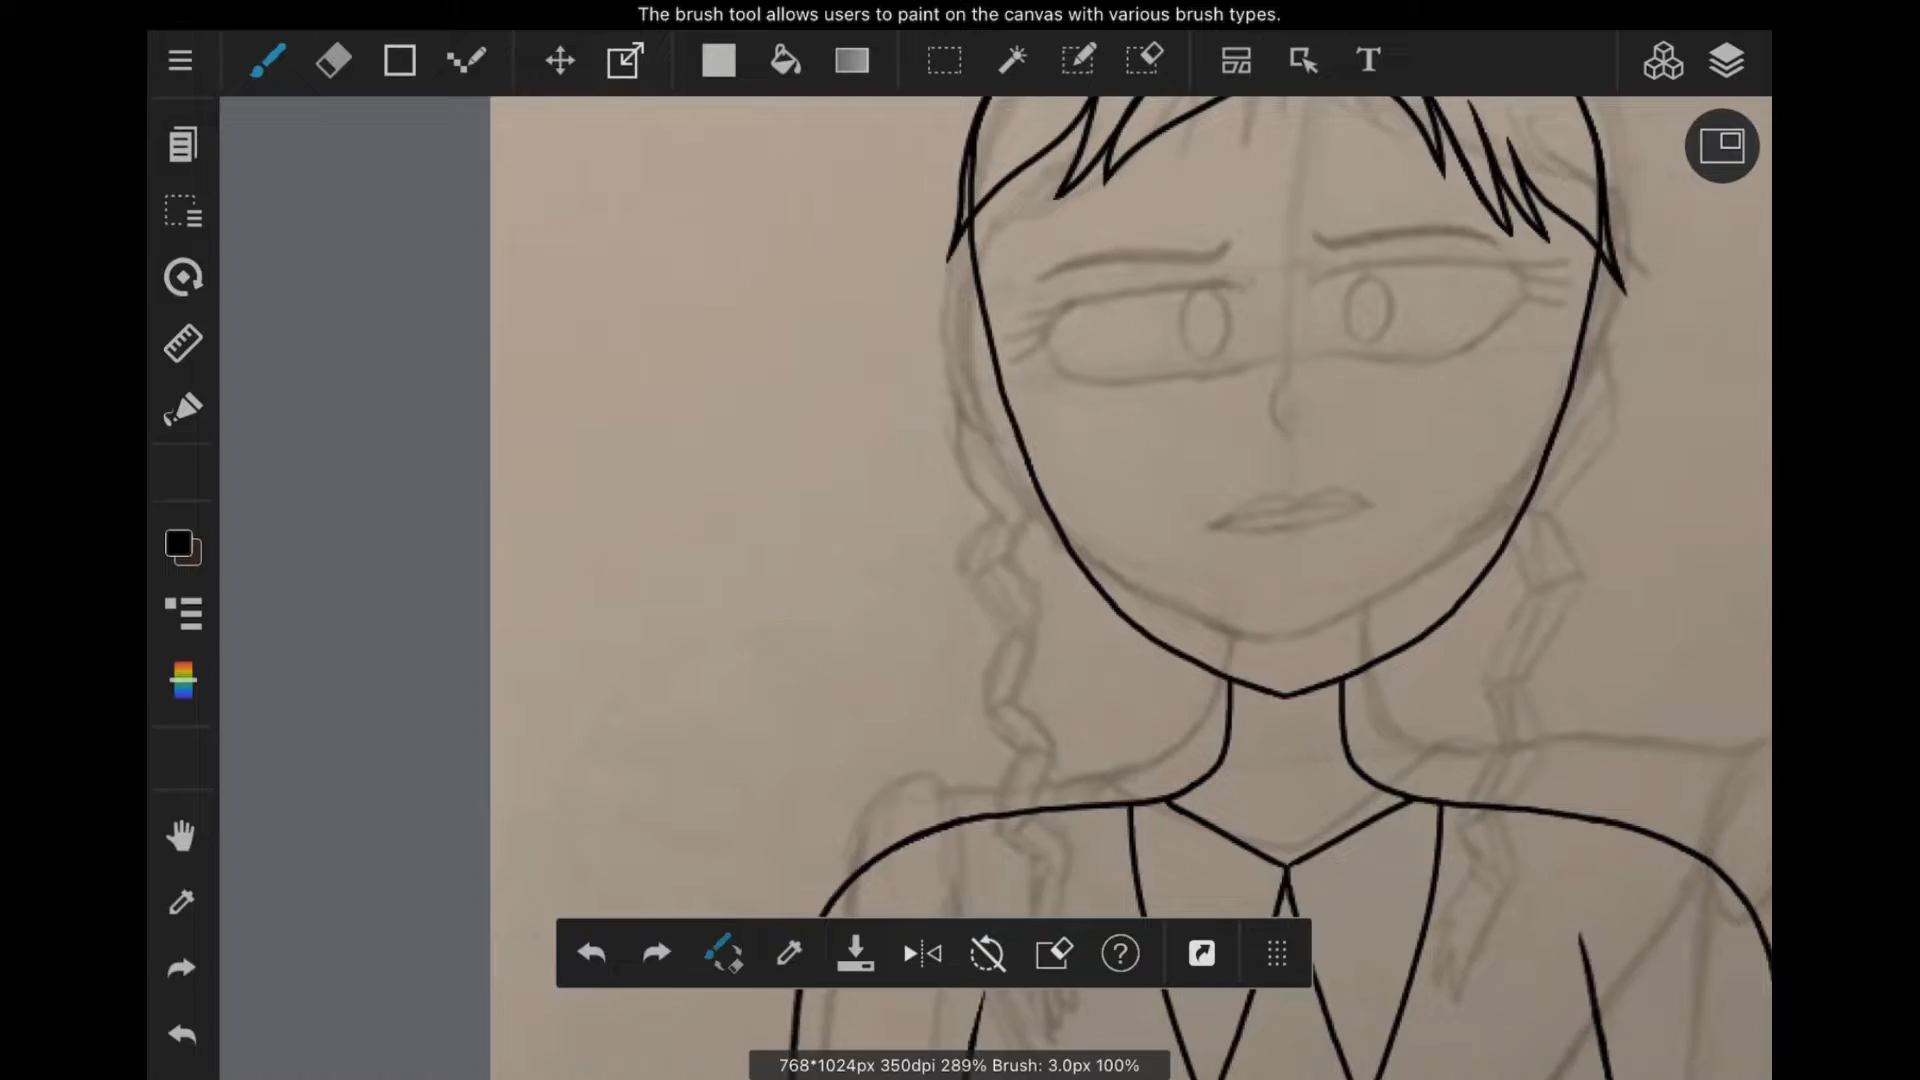 The brush tool allows users to paint on the canvas with various brush types.
T
?
768*1024px 350dpi 289% Brush: 3.0px 100%